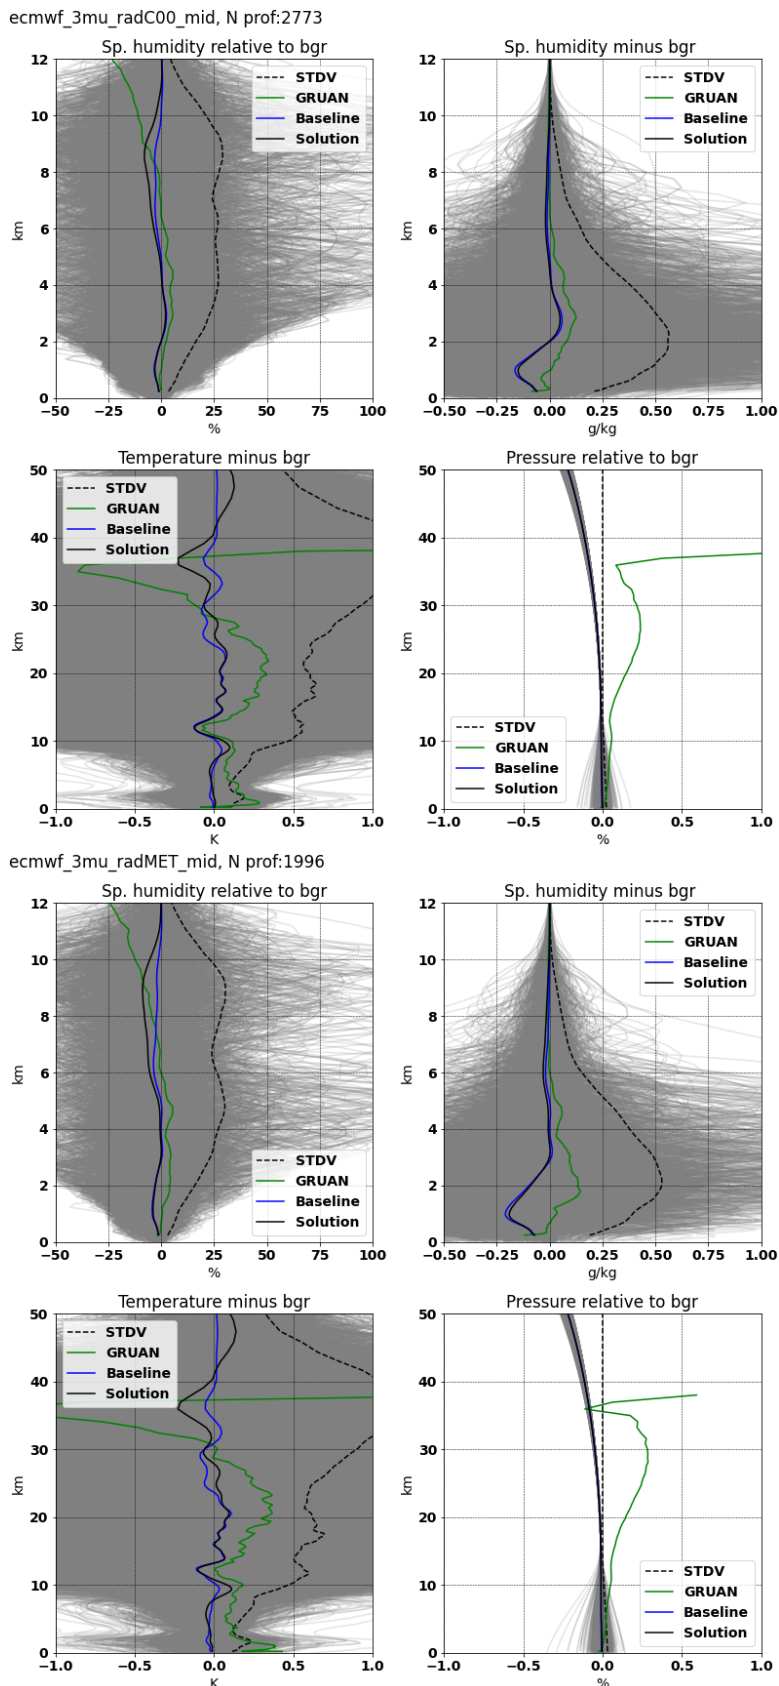 ecmwf_3mu_radC00_mid, N prof:2773
Sp. humidity relative to bgr
12
10
8
6
4
2
0
km
−50
−25
0
25
50
75
100
%
STDV
GRUAN
Baseline
Solution
Sp. humidity minus bgr
12
10
8
6
4
2
0
km
−0.50
−0.25
0.00
0.25
0.50
0.75
1.00
g/kg
STDV
GRUAN
Baseline
Solution
Temperature minus bgr
50
40
30
20
10
0
km
−1.0
−0.5
0.0
0.5
1.0
K
STDV
GRUAN
Baseline
Solution
Pressure relative to bgr
50
40
30
20
10
0
km
−1.0
−0.5
0.0
0.5
1.0
%
STDV
GRUAN
Baseline
Solution
ecmwf_3mu_radMET_mid, N prof:1996
Sp. humidity relative to bgr
12
10
8
6
4
2
0
km
−50
−25
0
25
50
75
100
%
STDV
GRUAN
Baseline
Solution
Sp. humidity minus bgr
12
10
8
6
4
2
0
km
−0.50
−0.25
0.00
0.25
0.50
0.75
1.00
g/kg
STDV
GRUAN
Baseline
Solution
Temperature minus bgr
50
40
30
20
10
0
km
−1.0
−0.5
0.0
0.5
1.0
K
STDV
GRUAN
Baseline
Solution
Pressure relative to bgr
50
40
30
20
10
0
km
−1.0
−0.5
0.0
0.5
1.0
%
STDV
GRUAN
Baseline
Solution